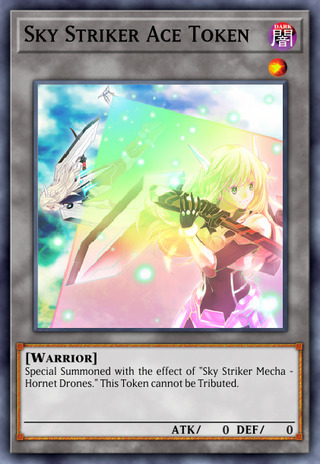 Sky Striker Ace Token
DARK
闇
[Warrior]
Special Summoned with the effect of "Sky Striker Mecha -
Hornet Drones." This Token cannot be Tributed.
ATK/ 0 DEF/ 0